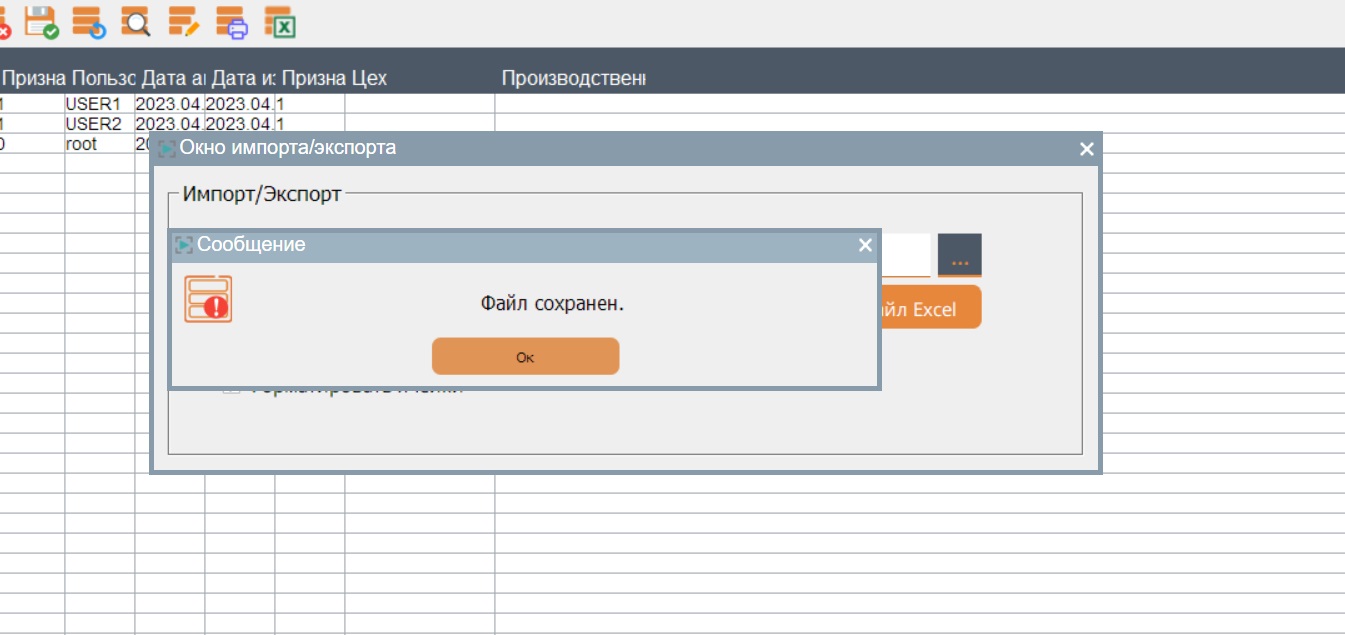 Призна Пользо Дата а Дата и: Призна Цех Производствен
1 USER1 2023.04. 2023.04. 1
1 USER2 2023.04. 2023.04. 1
0 root 20
Окно импорта/экспорта
Импорт/Экспорт
Сообщение
...
Файл сохранен.
йл Excel
Ок